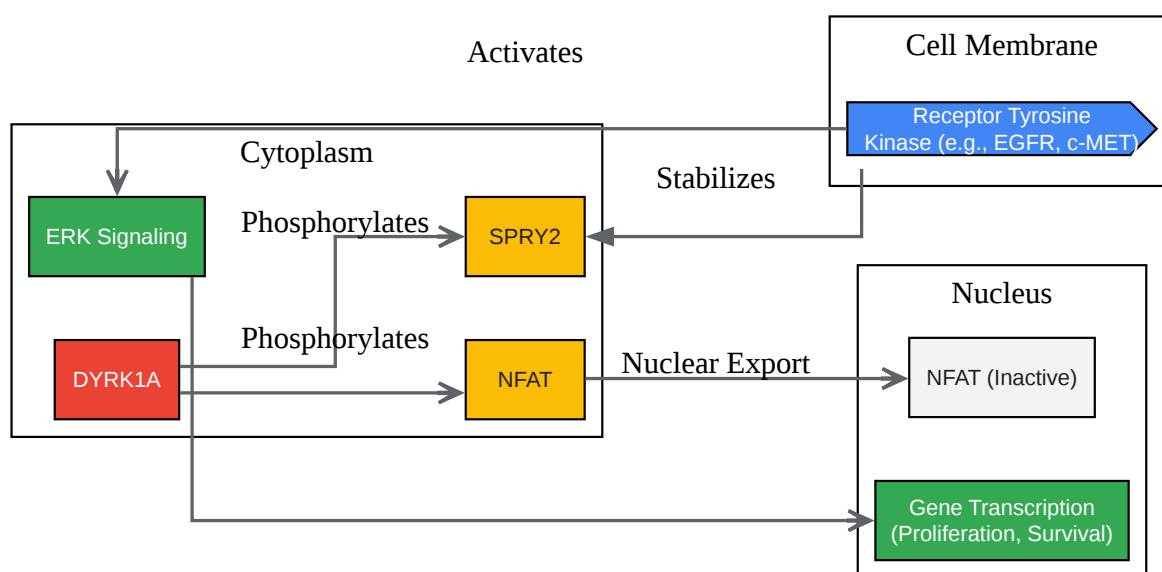 Activates
Cell Membrane
Receptor Tyrosine
Kinase (e.g., EGFR, c-MET)
Cytoplasm
Stabilizes
Phosphorylates
ERK Signaling
SPRY2
Nucleus
Phosphorylates
DYRK1A
NFAT
Nuclear Export
NFAT (Inactive)
Gene Transcription
(Proliferation, Survival)